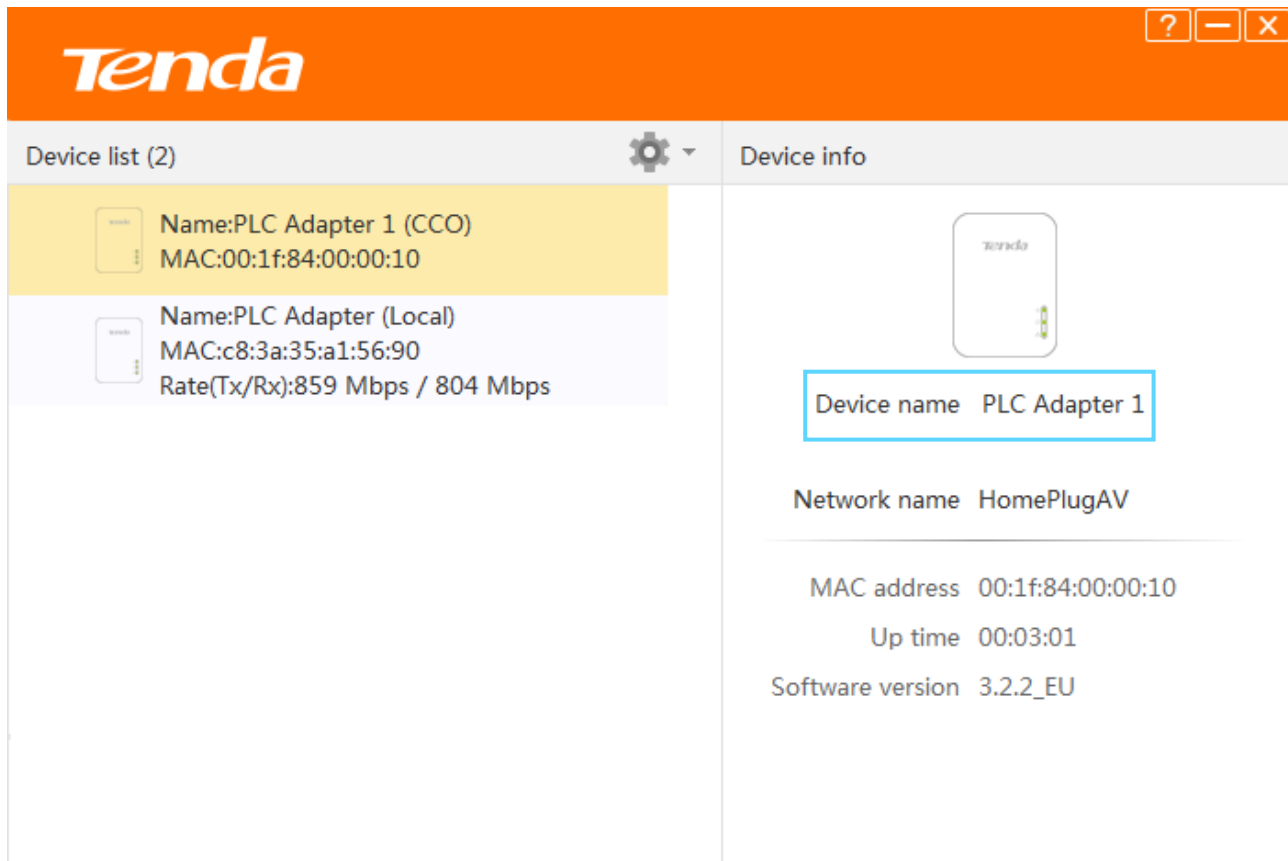 Tenda
Device list (2)
Device info
Name:PLC Adapter 1 (CCO)
MAC:00:1f:84:00:00:10
Name:PLC Adapter (Local)
MAC:c8:3a:35:a1:56:90
Rate(Tx/Rx):859 Mbps / 804 Mbps
Tenda
Device name PLC Adapter 1
Network name HomePlugAV
MAC address 00:1f:84:00:00:10
Up time 00:03:01
Software version 3.2.2_EU